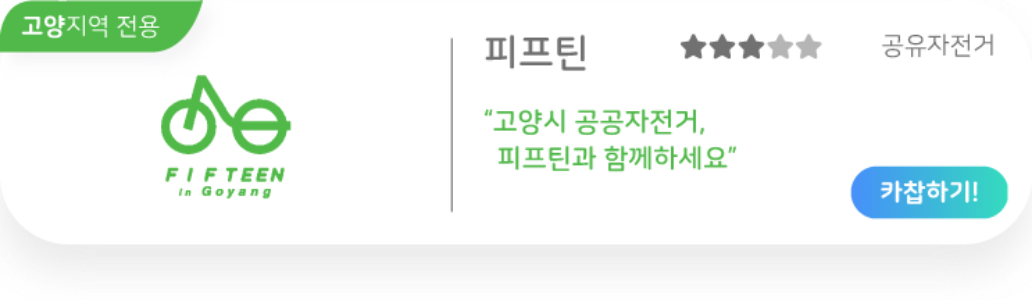 고양지역 전용
FIFTEEN
in Goyang
피프틴
공유자전거
“고양시 공공자전거,
피프틴과 함께하세요”
카찹하기!